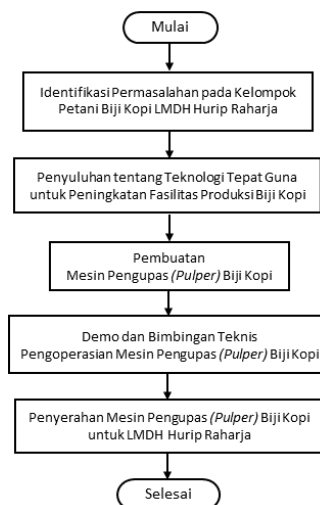 Mulai
Identifikasi Permasalahan pada Kelompok
Petani Biji Kopi LMDH Hurip Raharja
Penyuluhan tentang Teknologi Tepat Guna
untuk Peningkatan Fasilitas Produksi Biji Kopi
Pembuatan
Mesin Pengupas (Pulper) Biji Kopi
Demo dan Bimbingan Teknis
Pengoperasian Mesin Pengupas (Pulper) Biji Kopi
Penyerahan Mesin Pengupas (Pulper) Biji Kopi
untuk LMDH Hurip Raharja
Selesai